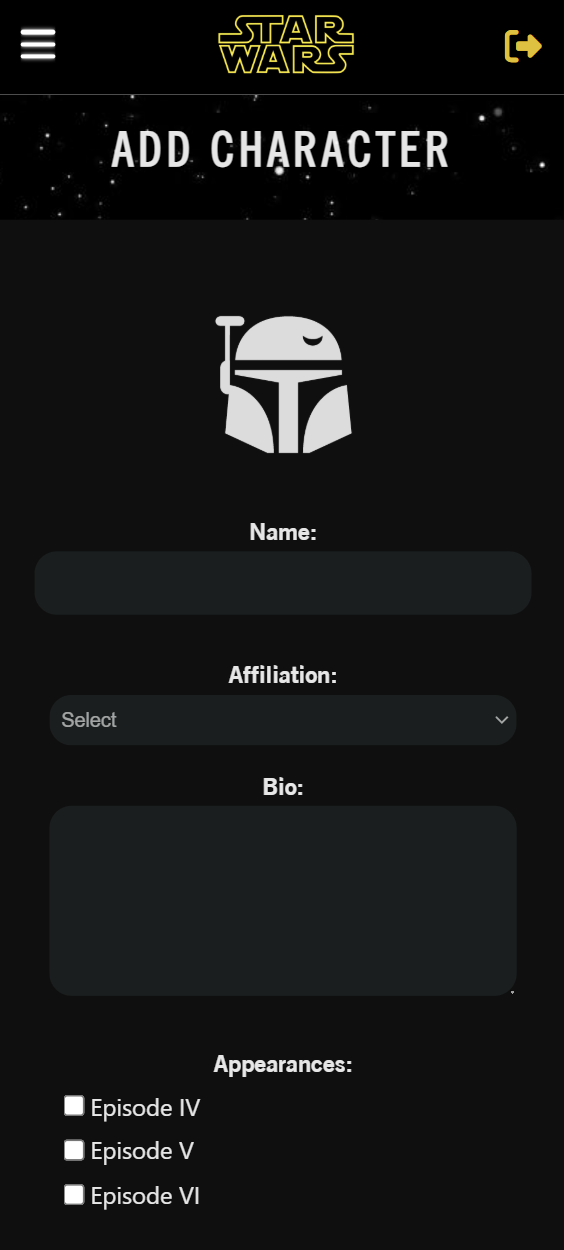 STAR
WARS
ADD CHARACTER
Name:
Affiliation:
Select
Bio:
Appearances:
Episode IV
Episode V
Episode VI